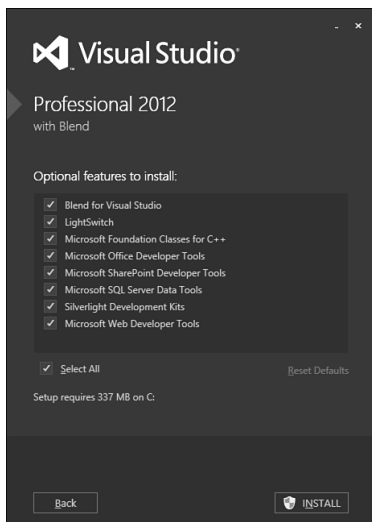 Visual Studio
Professional 2012
with Blend
Optional features to install:
Blend for Visual Studio
LightSwitch
Microsoft Foundation Classes for C++
Microsoft Office Developer Tools
Microsoft SharePoint Developer Tools
Microsoft SQL Server Data Tools
Silverlight Development Kits
Microsoft Web Developer Tools
Select All
Reset Defaults
Setup requires 337 MB on C:
Back
INSTALL